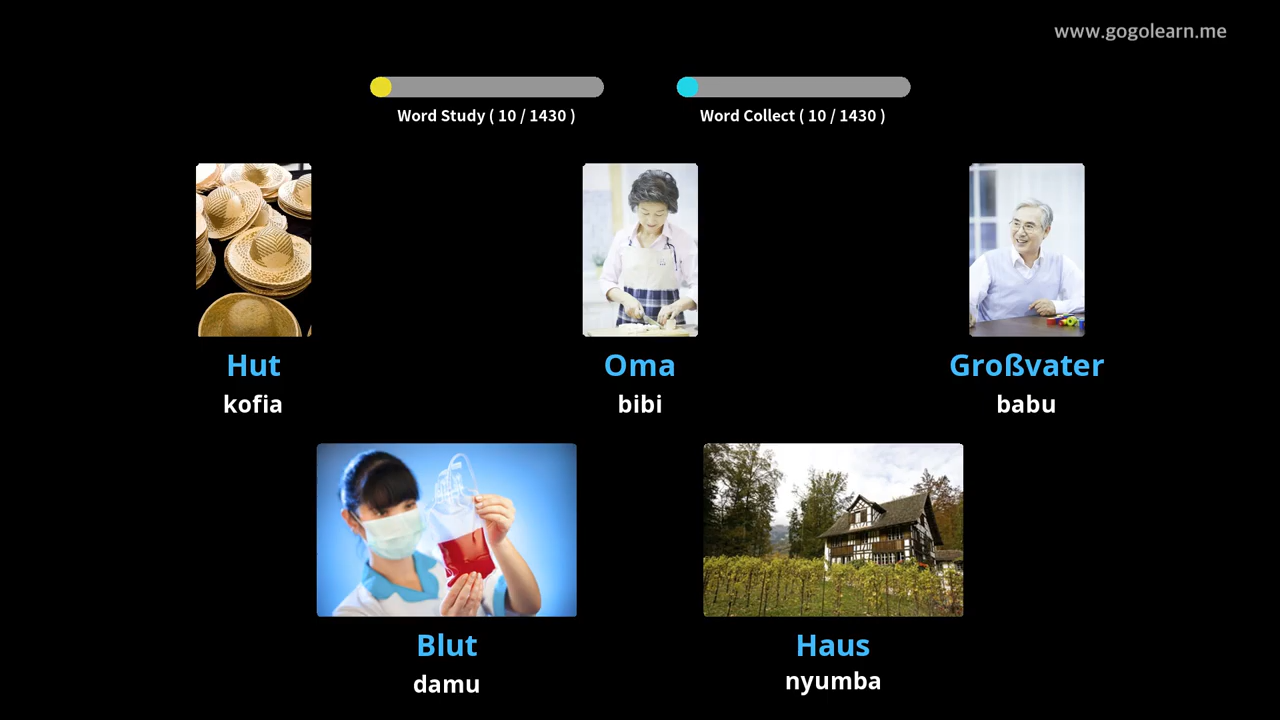 www.gogolearn.me
Word Study ( 10 / 1430 )
Word Collect ( 10 / 1430 )
Hut
kofia
Oma
bibi
Großvater
babu
Blut
damu
Haus
nyumba